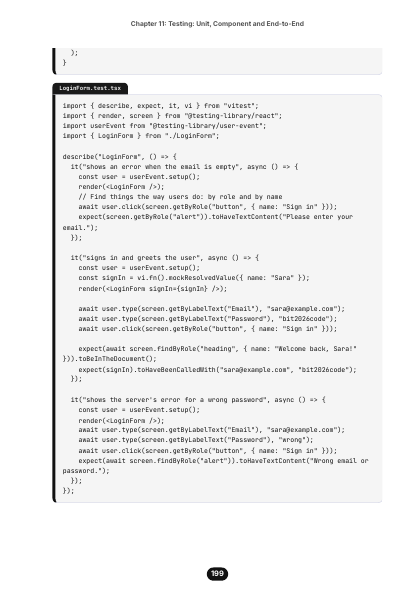 Chapter 11: Testing: Unit, Component and End-to-End
  );
}
LoginForm.test.tsx
import { describe, expect, it, vi } from "vitest";
import { render, screen } from "@testing-library/react";
import userEvent from "@testing-library/user-event";
import { LoginForm } from "./LoginForm";

describe("LoginForm", () => {
  it("shows an error when the email is empty", async () => {
    const user = userEvent.setup();
    render(<LoginForm />);
    // Find things the way users do: by role and by name
    await user.click(screen.getByRole("button", { name: "Sign in" }));
    expect(screen.getByRole("alert")).toHaveTextContent("Please enter your
email.");
  });

  it("signs in and greets the user", async () => {
    const user = userEvent.setup();
    const signIn = vi.fn().mockResolvedValue({ name: "Sara" });
    render(<LoginForm signIn={signIn} />);

    await user.type(screen.getByLabelText("Email"), "sara@example.com");
    await user.type(screen.getByLabelText("Password"), "bit2026code");
    await user.click(screen.getByRole("button", { name: "Sign in" }));

    expect(await screen.findByRole("heading", { name: "Welcome back, Sara!"
})).toBeInTheDocument();
    expect(signIn).toHaveBeenCalledWith("sara@example.com", "bit2026code");
  });

  it("shows the server's error for a wrong password", async () => {
    const user = userEvent.setup();
    render(<LoginForm />);
    await user.type(screen.getByLabelText("Email"), "sara@example.com");
    await user.type(screen.getByLabelText("Password"), "wrong");
    await user.click(screen.getByRole("button", { name: "Sign in" }));
    expect(await screen.findByRole("alert")).toHaveTextContent("Wrong email or
password.");
  });
});
199